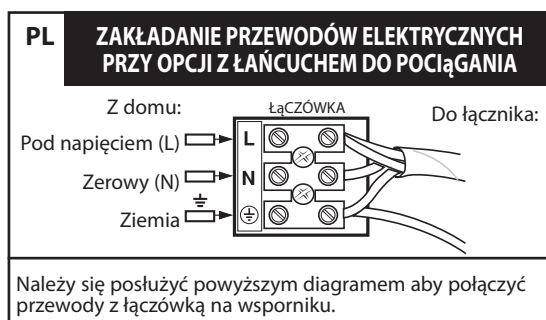 PL
ZAKŁADANIE PRZEWODÓW ELEKTRYCZNYCH
PRZY OPCJI Z ŁAŃCUCHEM DO POCIąGANIA
Z domu:
ŁąCZÓWKA
Do łącznika:
Pod napięciem (L)
L
Zerowy (N)
N
Ziemia
Należy się posłużyć powyższym diagramem aby połączyć
przewody z łączówką na wsporniku.